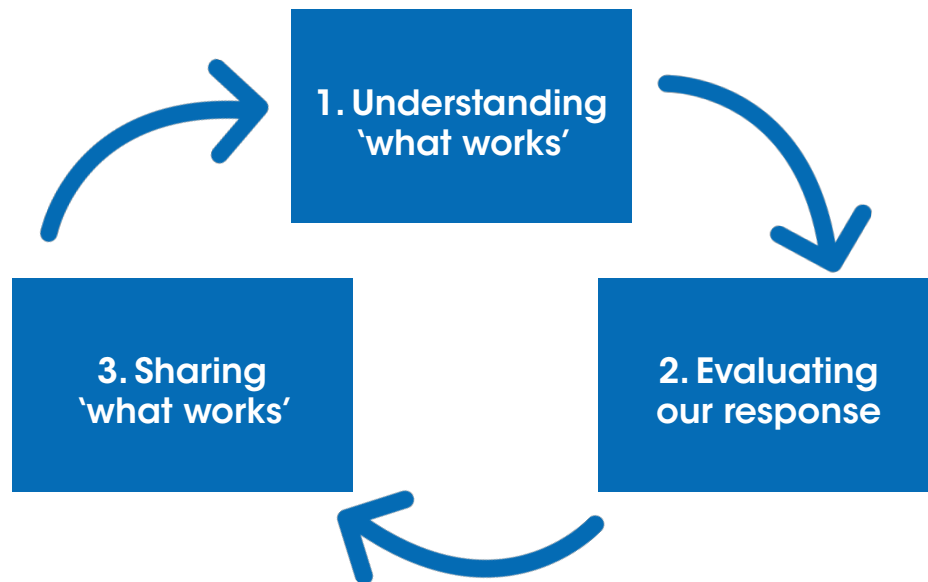 1. Understanding
‘what works’
2. Evaluating
our response
3. Sharing
‘what works’